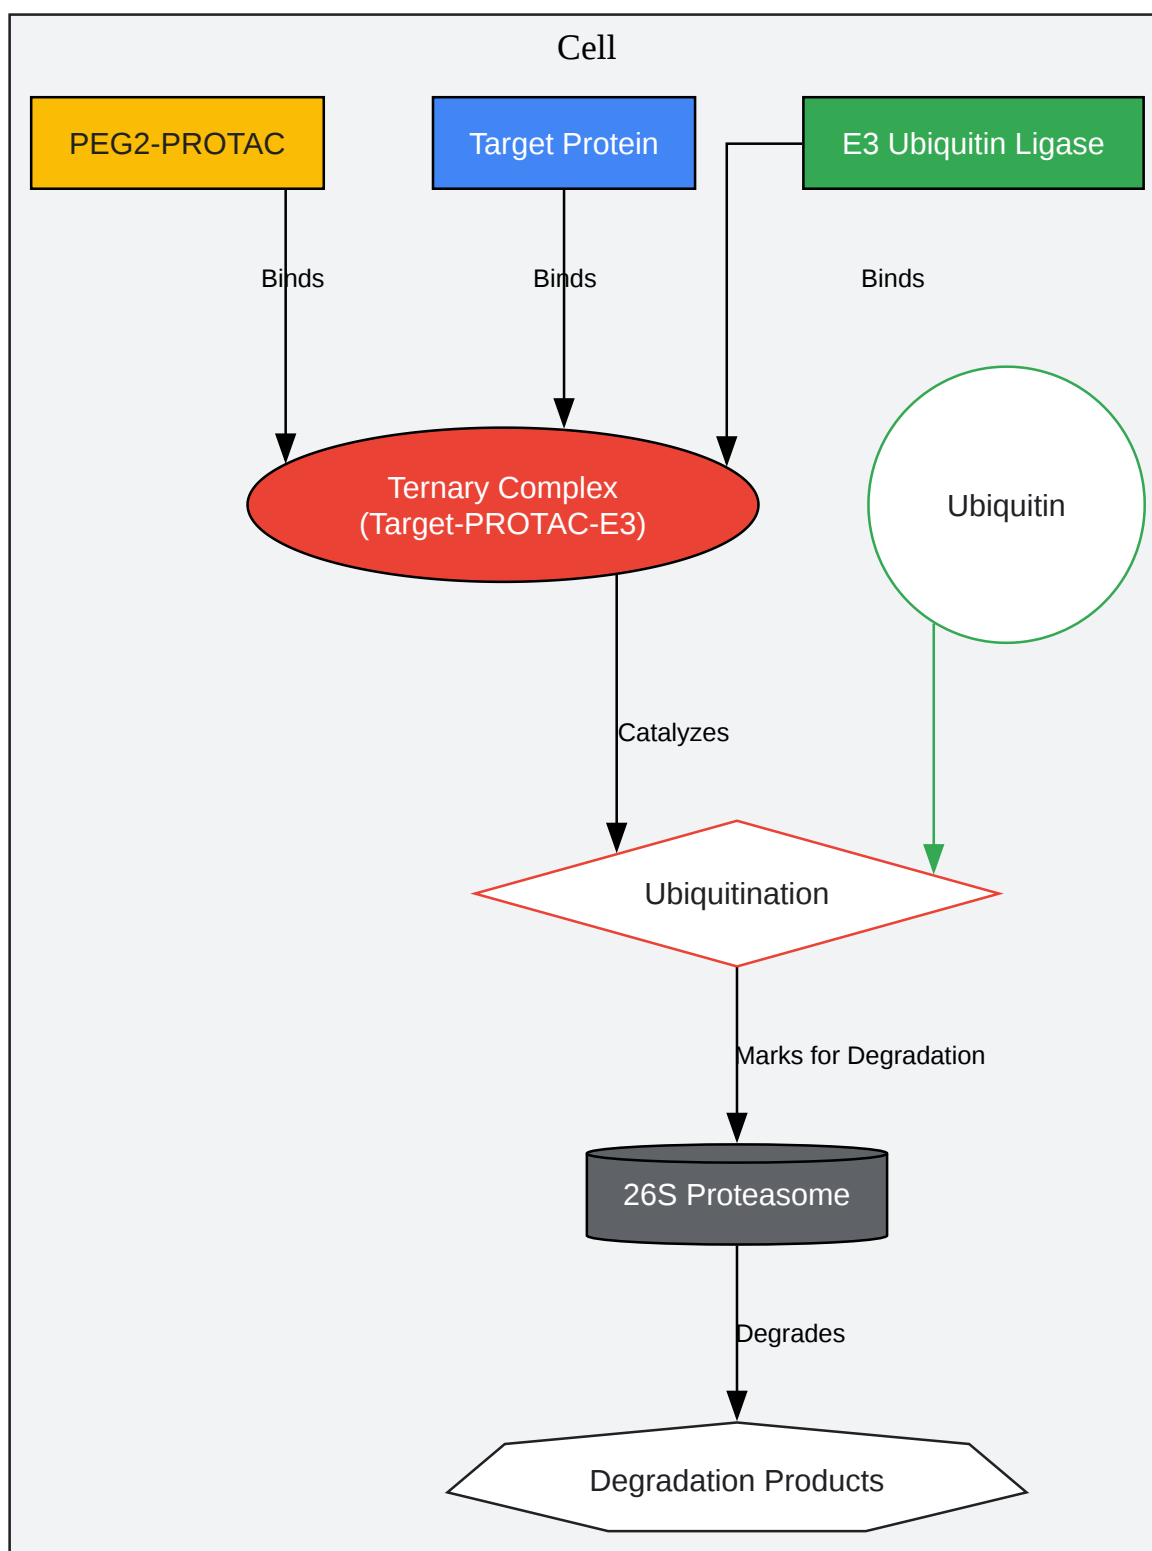 Cell
PEG2-PROTAC
Target Protein
E3 Ubiquitin Ligase
Binds
Binds
Binds
Ternary Complex
(Target-PROTAC-E3)
Ubiquitin
Catalyzes
Ubiquitination
Marks for Degradation
26S Proteasome
Degrades
Degradation Products